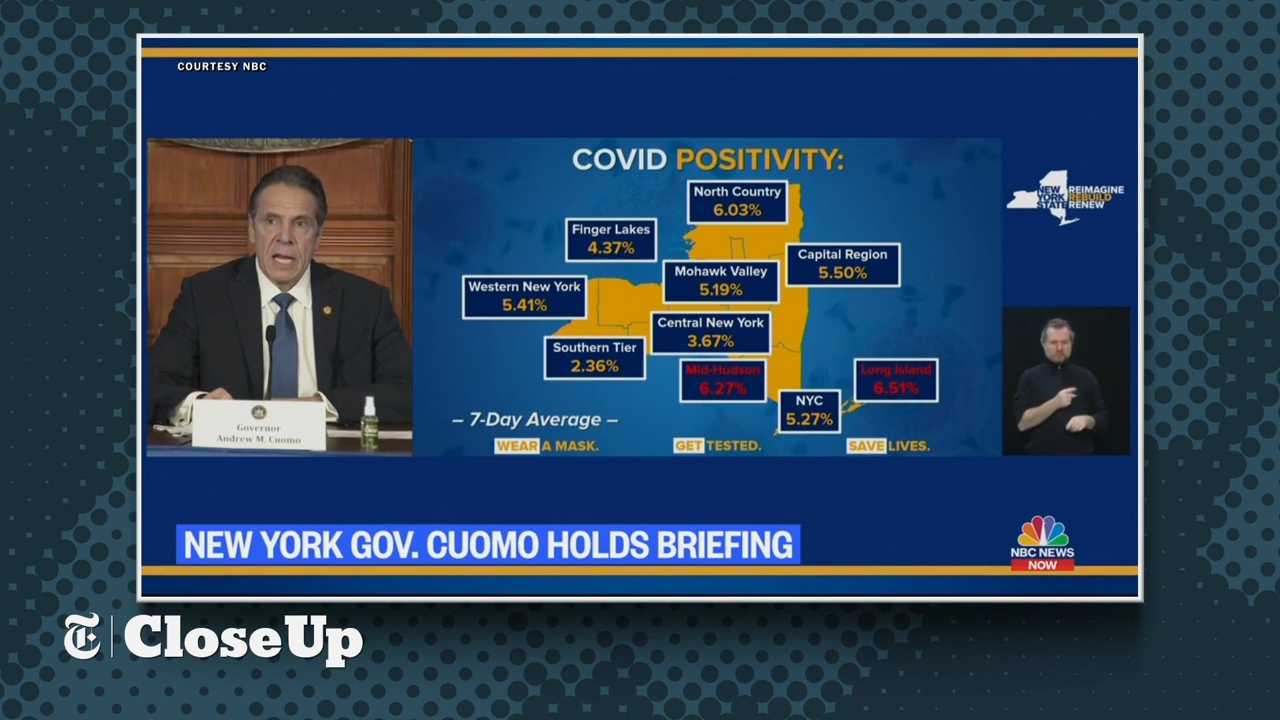 COURTESY NBC
COVID POSITIVITY:
North Country
6.03%
Finger Lakes
4.37%
Capital Region
5.50%
Mohawk Valley
5.19%
Western New York
5.41%
Central New York
3.67%
Southern Tier
2.36%
Mid-Hudson
6.27%
Long Island
6.51%
NYC
5.27%
– 7-Day Average –
WEAR A MASK.
GET TESTED.
SAVE LIVES.
NEW YORK STATE
REIMAGINE
REBUILD
RENEW
Governor
Andrew M. Cuomo
NEW YORK GOV. CUOMO HOLDS BRIEFING
NBC NEWS
NOW
T CloseUp